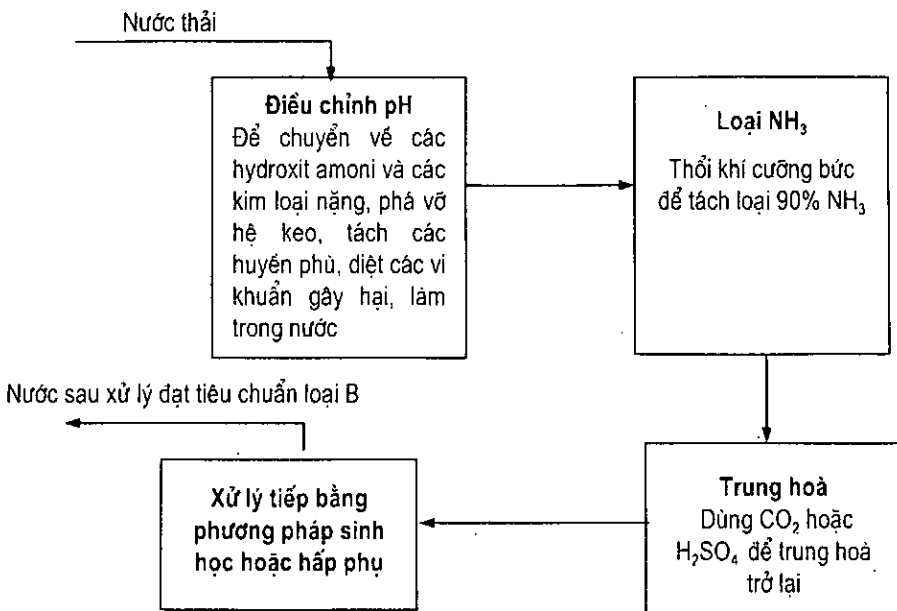 Nước thải
Điều chỉnh pH
Để chuyển về các
hydroxit amoni và các
kim loại nặng, phá vỡ
hệ keo, tách các
huyền phù, diệt các vi
khuẩn gây hại, làm
trong nước
Loại NH₃
Thổi khí cưỡng bức
để tách loại 90% NH₃
Trung hoà
Dùng CO₂ hoặc
H₂SO₄ để trung hoà
trở lại
Xử lý tiếp bằng
phương pháp sinh
học hoặc hấp phụ
Nước sau xử lý đạt tiêu chuẩn loại B